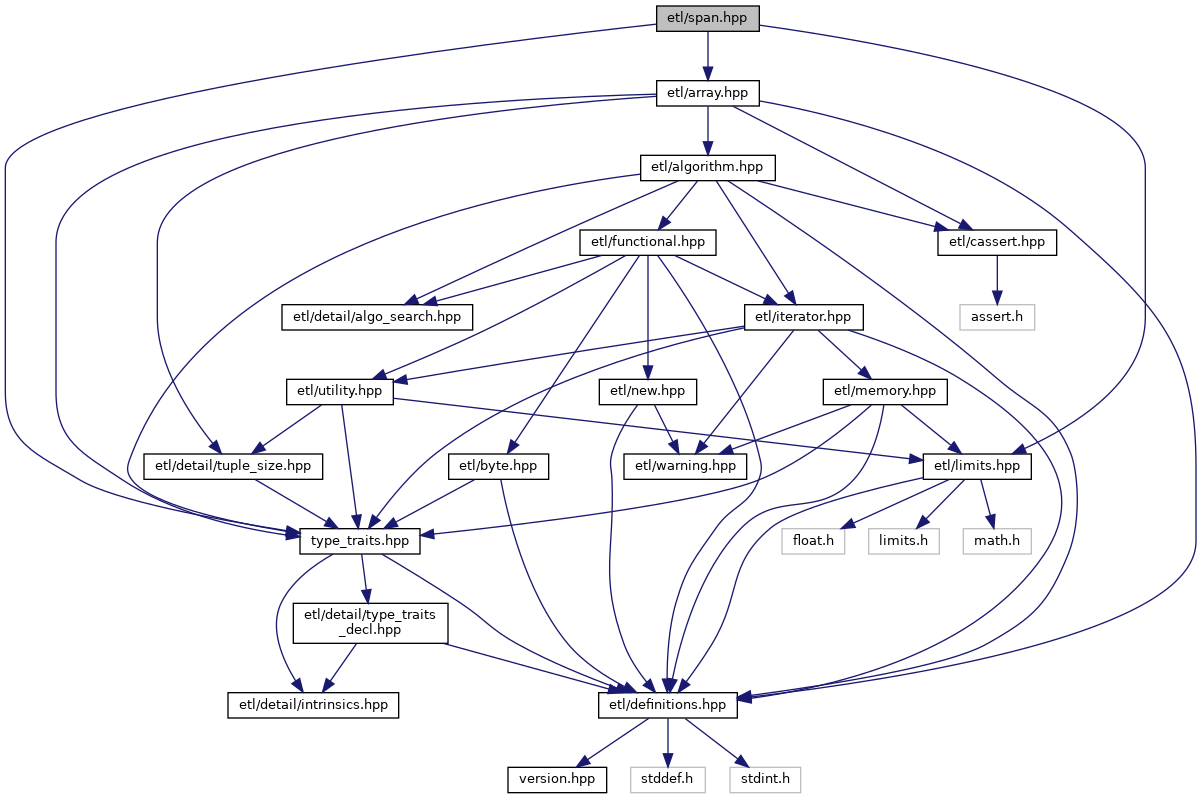 etl/span.hpp
etl/array.hpp
etl/algorithm.hpp
etl/functional.hpp
etl/cassert.hpp
etl/detail/algo_search.hpp
etl/iterator.hpp
assert.h
etl/utility.hpp
etl/new.hpp
etl/memory.hpp
etl/detail/tuple_size.hpp
etl/byte.hpp
etl/warning.hpp
etl/limits.hpp
type_traits.hpp
float.h
limits.h
math.h
etl/detail/type_traits
_decl.hpp
etl/detail/intrinsics.hpp
etl/definitions.hpp
version.hpp
stddef.h
stdint.h